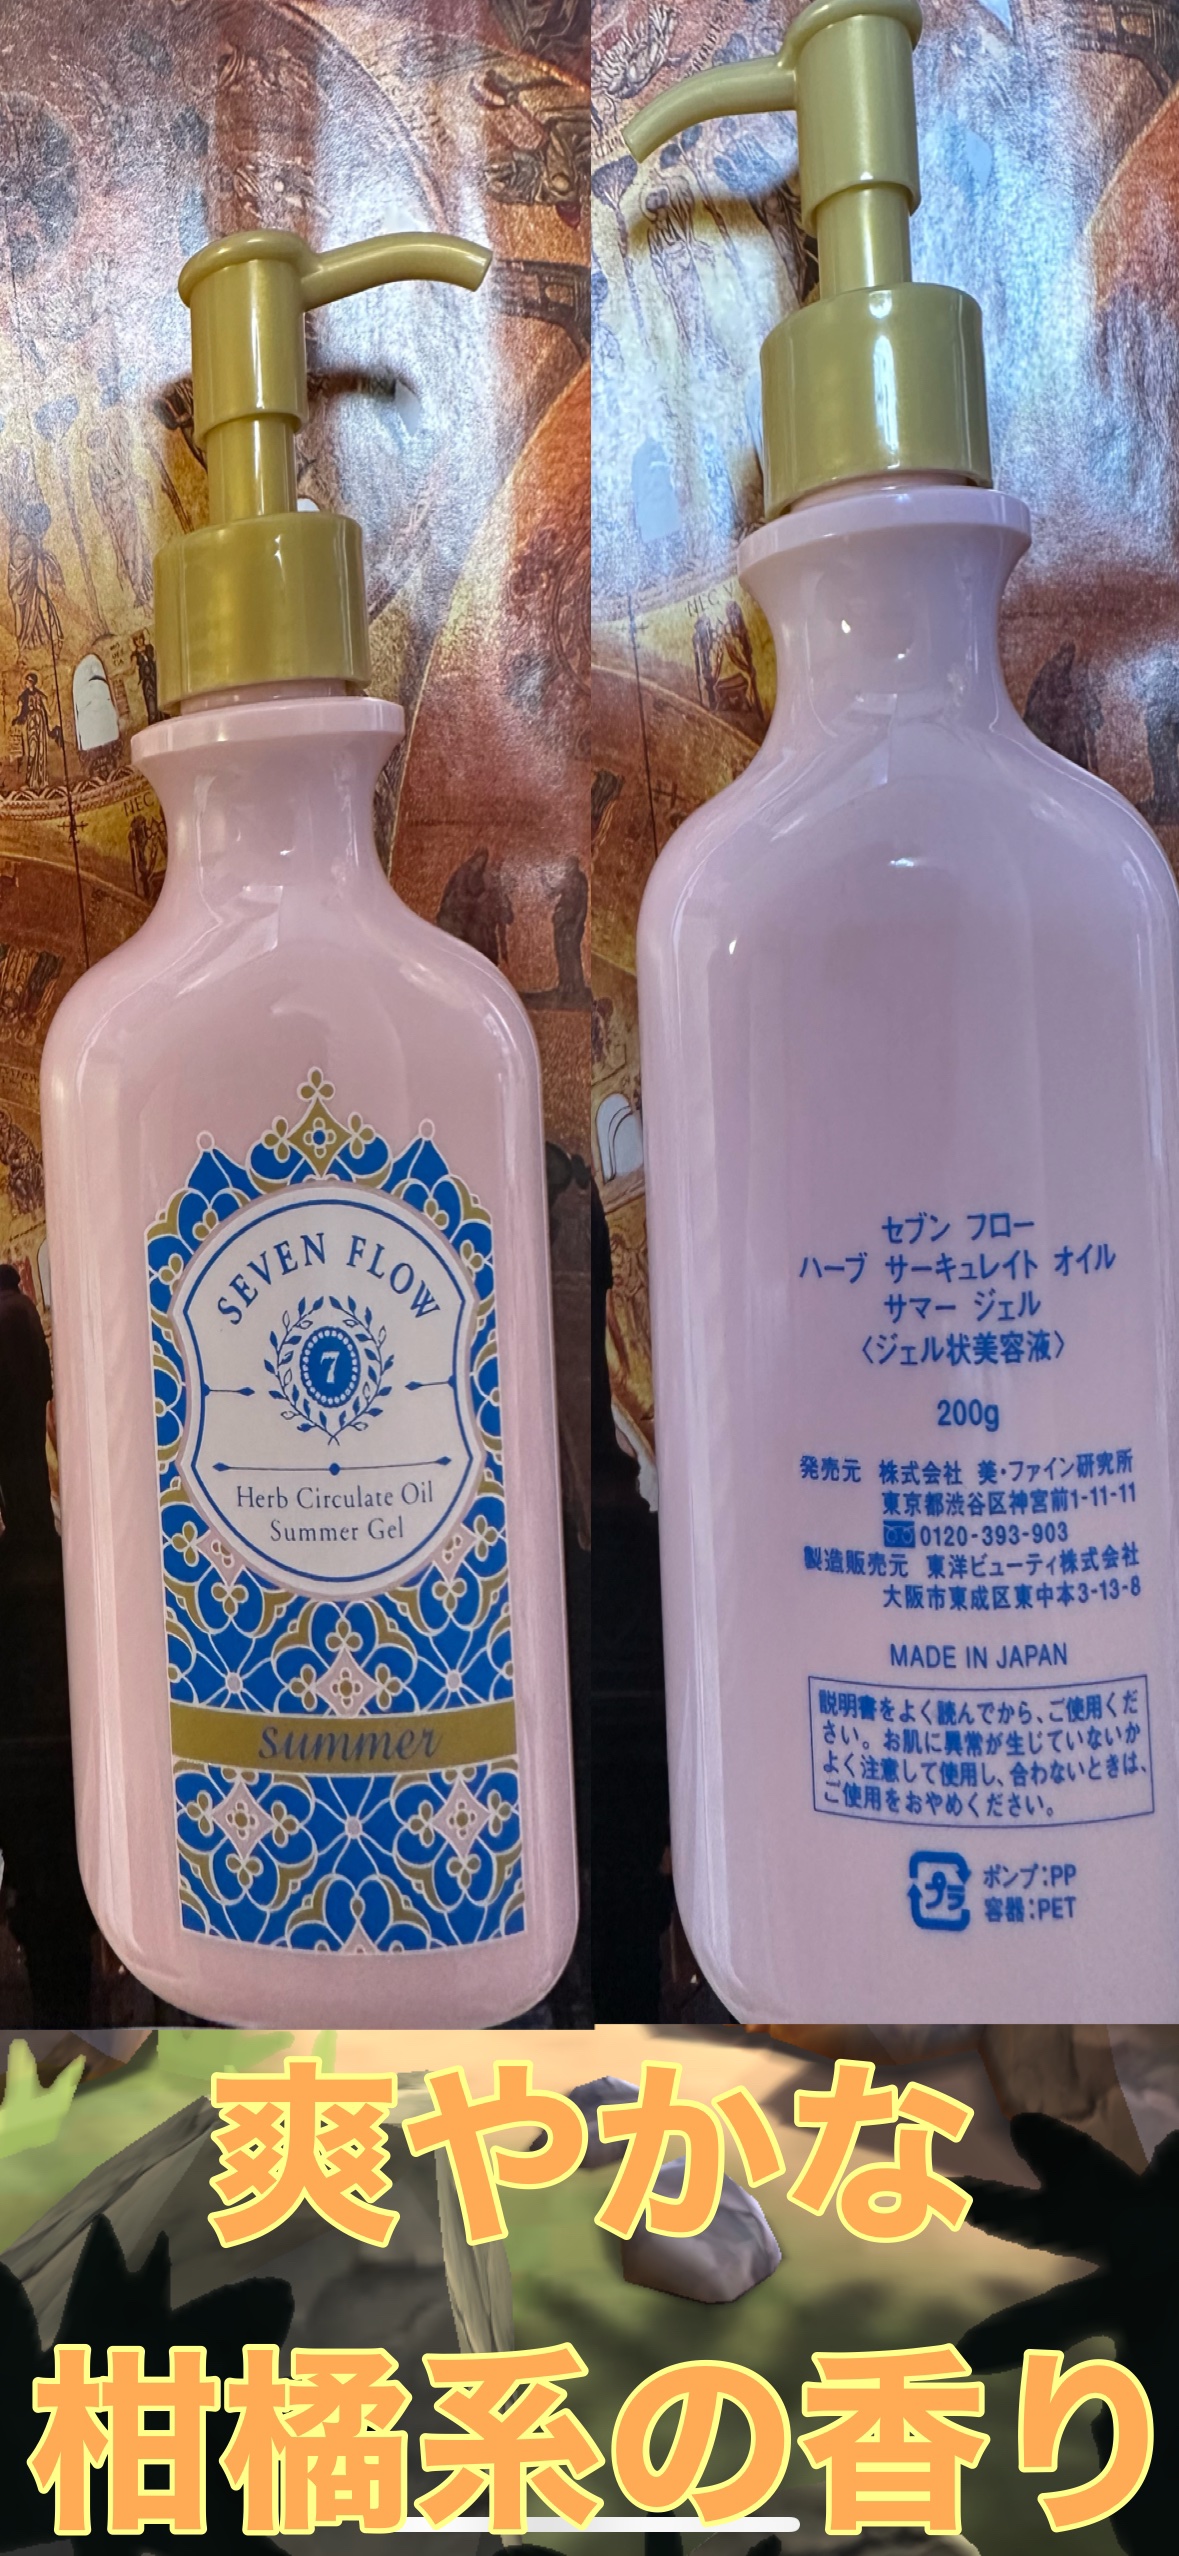 SEVEN FLOW
7
Herb Circulate Oil
Summer Gel
summer
セブン フロー
ハーブ サーキュレイト オイル
サマー ジェル
〈ジェル状美容液〉
200g
発売元 株式会社 美・ファイン研究所
東京都渋谷区神宮前1-11-11
0120-393-903
製造販売元 東洋ビューティ株式会社
大阪市東成区東中本3-13-8
MADE IN JAPAN
説明書をよく読んでから、ご使用くだ
さい。お肌に異常が生じていないか
よく注意して使用し、合わないときは、
ご使用をおやめください。
プラ
ポンプ:PP
容器:PET
爽やかな
柑橘系の香り